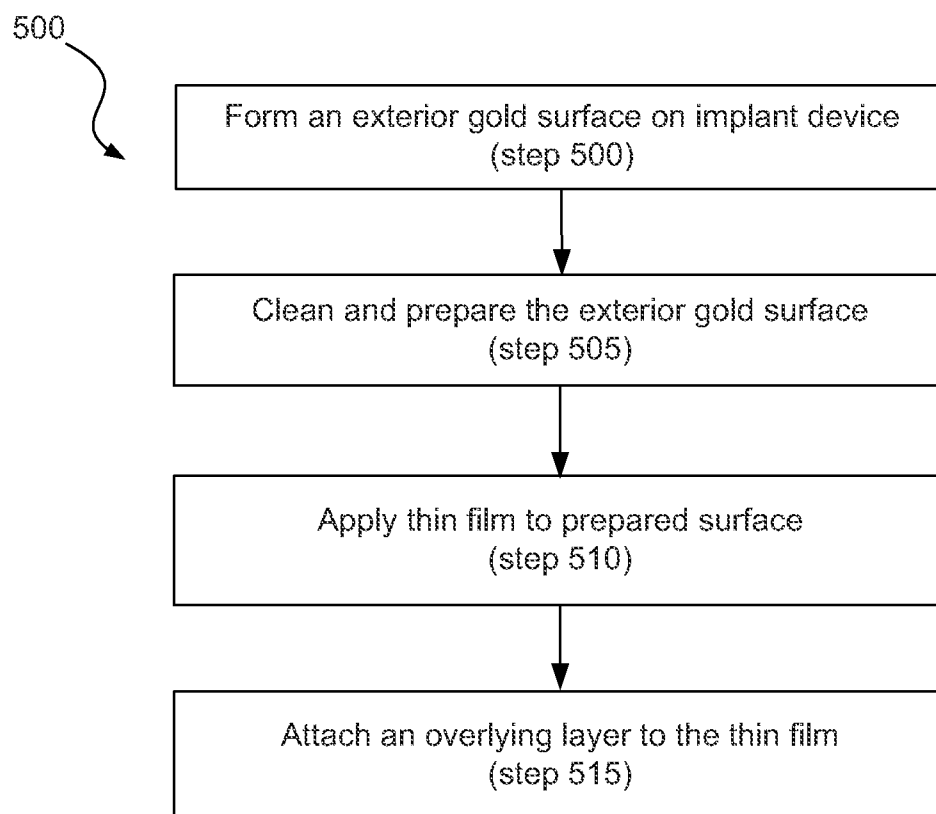 500
Form an exterior gold surface on implant device
(step 500)
Clean and prepare the exterior gold surface
(step 505)
Apply thin film to prepared surface
(step 510)
Attach an overlying layer to the thin film
(step 515)